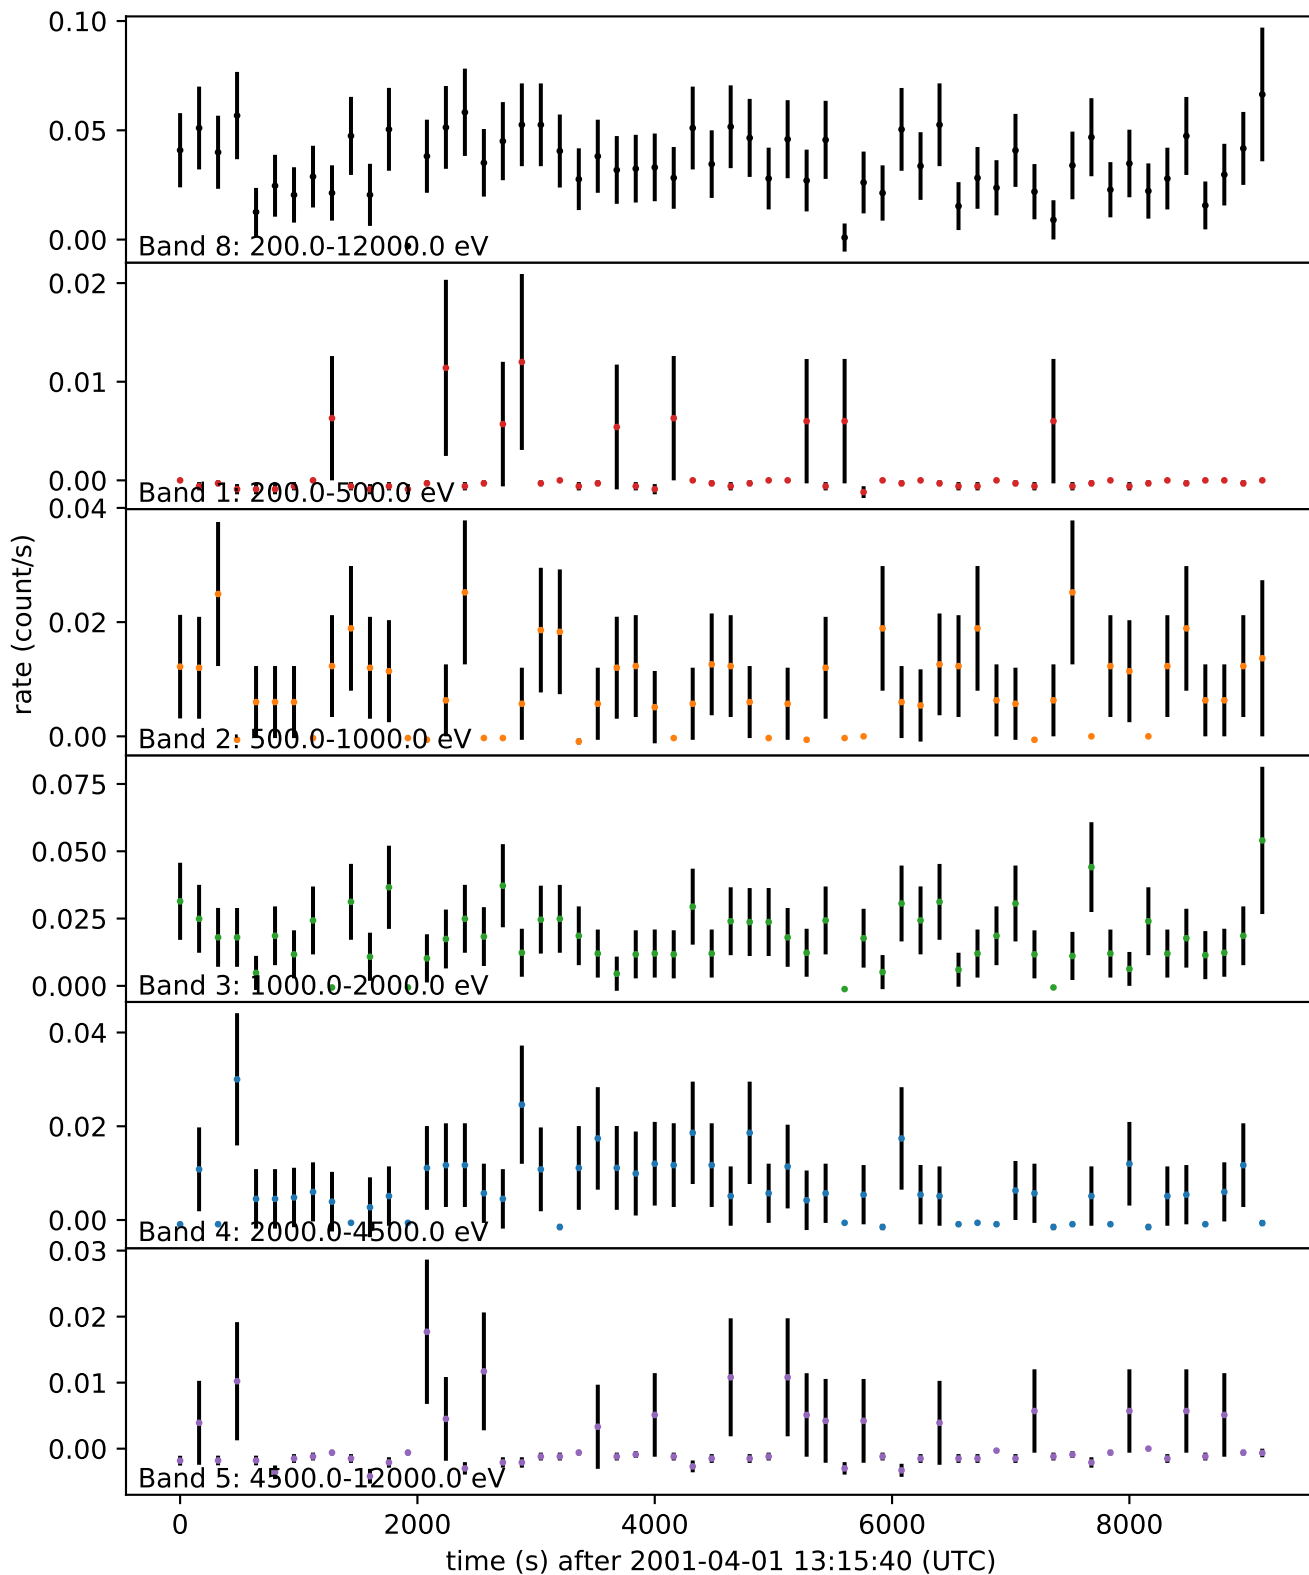 0.10
0.05
0.00
Band 8: 200.0-12000.0 eV
0.02
0.01
0.00
Band 1: 200.0-500.0 eV
0.04
0.02
0.00
Band 2: 500.0-1000.0 eV
rate (count/s)
0.075
0.050
0.025
0.000
Band 3: 1000.0-2000.0 eV
0.04
0.02
0.00
Band 4: 2000.0-4500.0 eV
0.03
0.02
0.01
0.00
Band 5: 4500.0-12000.0 eV
0 2000 4000 6000 8000
time (s) after 2001-04-01 13:15:40 (UTC)